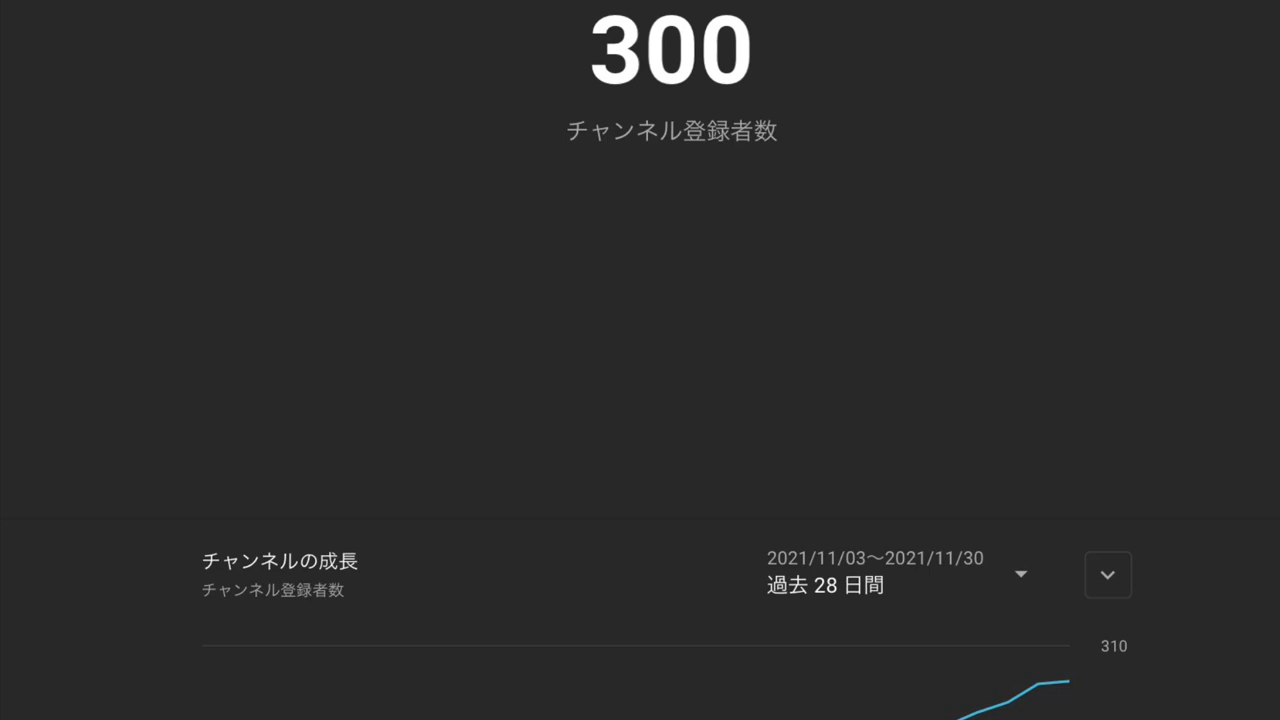 300
チャンネル登録者数
チャンネルの成長
チャンネル登録者数
2021/11/03～2021/11/30
過去 28 日間
310